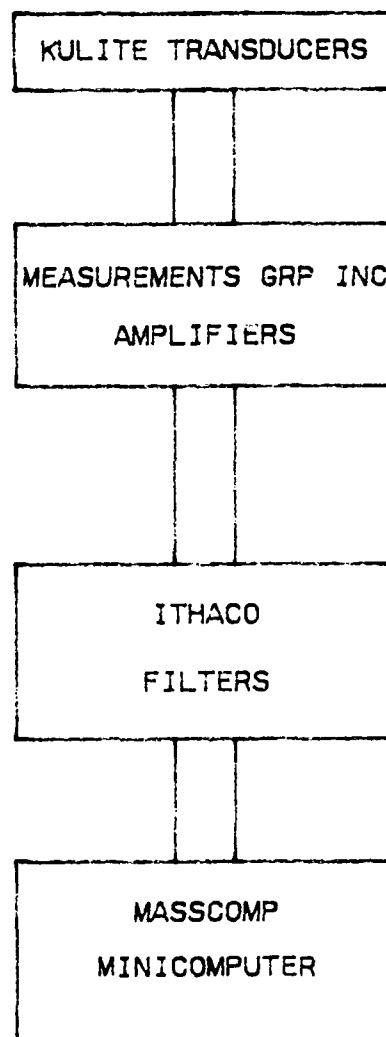 KULITE TRANSDUCERS
MEASUREMENTS GRP INC
AMPLIFIERS
ITHACO
FILTERS
MASSCOMP
MINICOMPUTER